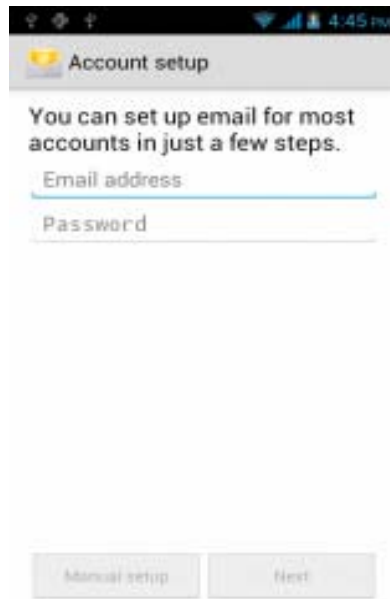 4:45 PM
Account setup
You can set up email for most
accounts in just a few steps.
Email address
Password
Manual setup
Next